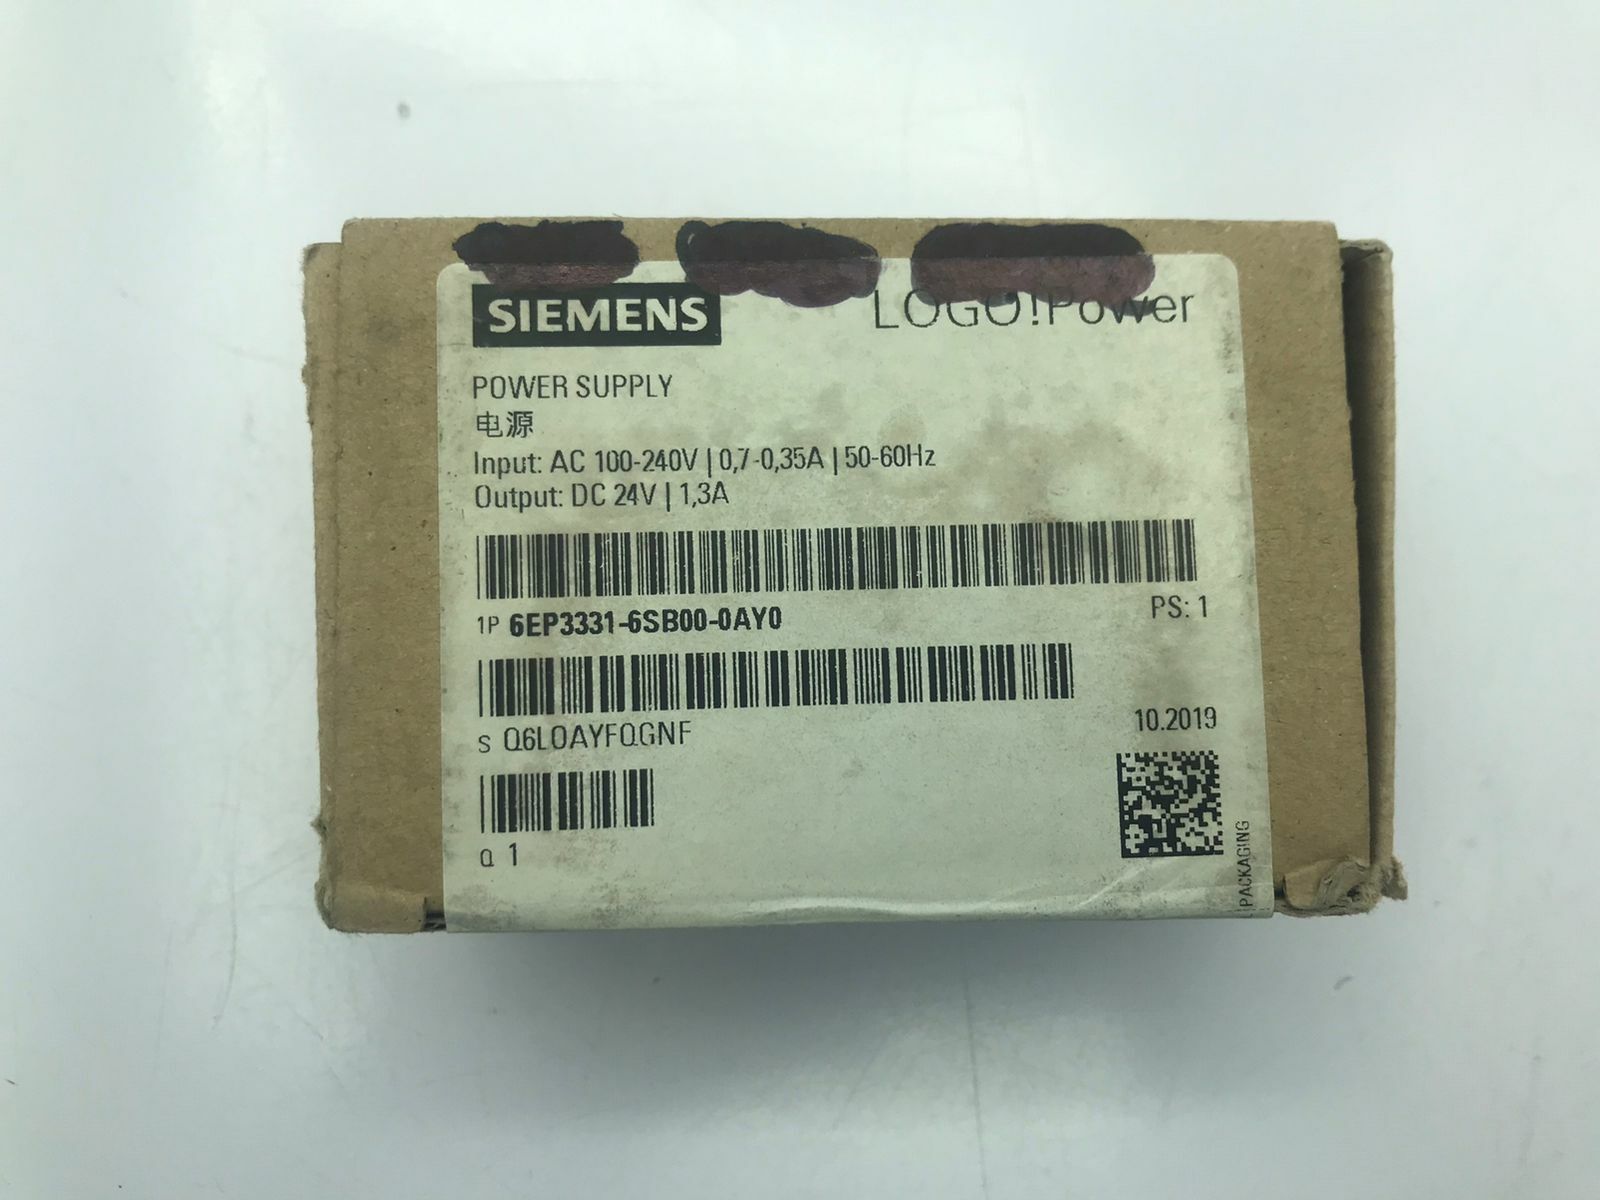 SIEMENS
LOGO!Power
POWER SUPPLY
电源
Input: AC 100-240V | 0,7-0,35A | 50-60Hz
Output: DC 24V | 1,3A
1P 6EP3331-6SB00-0AY0
PS: 1
S Q6LOAYFQGNF
10.2019
Q 1
PACKAGING